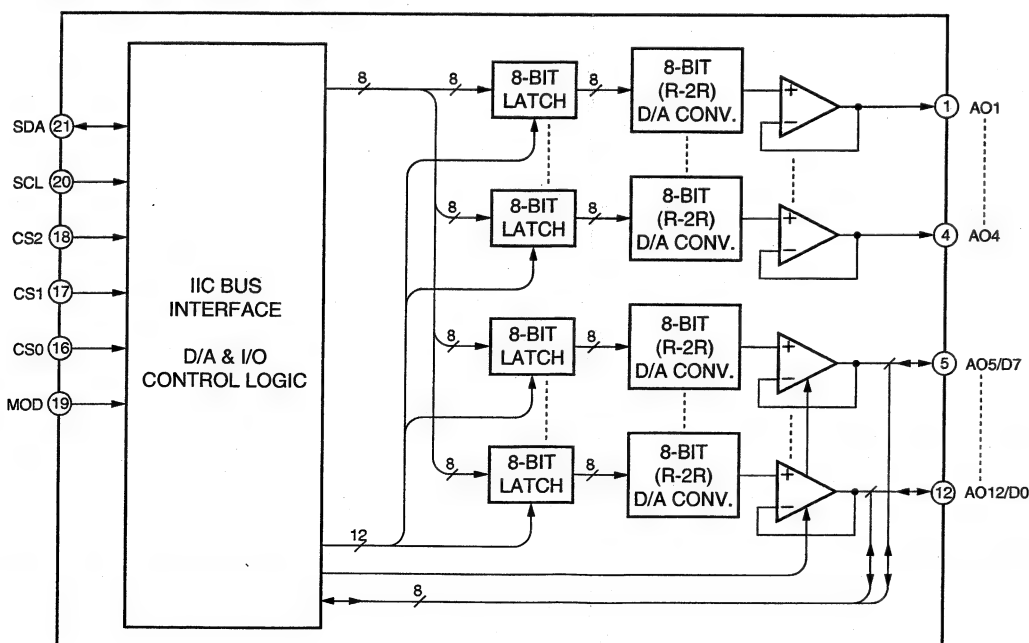 8
8
8-BIT
LATCH
8
8-BIT
(R-2R)
D/A CONV.
+
−
1
AO1
SDA
21
SCL
20
CS2
18
CS1
17
CS0
16
MOD
19
IIC BUS
INTERFACE
D/A & I/O
CONTROL LOGIC
8
8-BIT
LATCH
8
8-BIT
(R-2R)
D/A CONV.
+
−
4
AO4
8
8-BIT
LATCH
8
8-BIT
(R-2R)
D/A CONV.
+
−
5
AO5/D7
8
8-BIT
LATCH
8
8-BIT
(R-2R)
D/A CONV.
+
−
12
AO12/D0
12
8